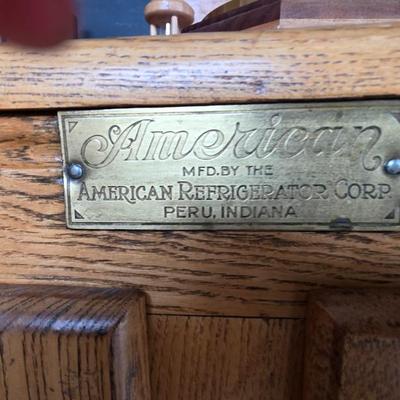 American
MFD. BY THE
AMERICAN REFRIGERATOR CORP
PERU, INDIANA